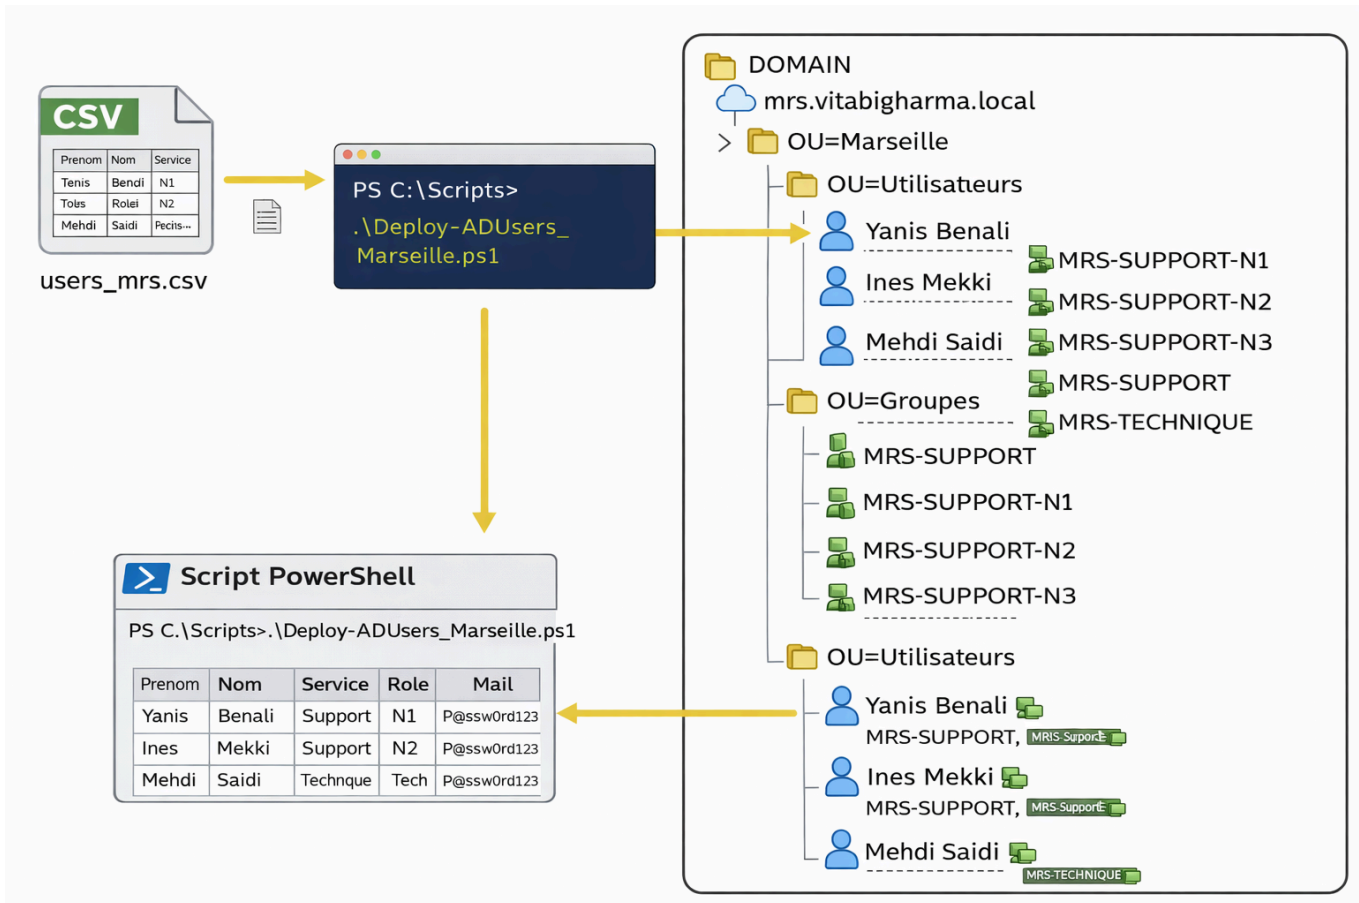 CSV
Prenom Nom Service
Tenis Bendi N1
Tolrs Rolei N2
Mehdi Saidi Pecits---
users_mrs.csv
PS C:\Scripts>
.\Deploy-ADUsers_
Marseille.ps1
DOMAIN
mrs.vitabigharma.local
> OU=Marseille
OU=Utilisatieurs
Yanis Benali
Ines Mekki
Mehdi Saidi
MRS-SUPPORT-N1
MRS-SUPPORT-N2
MRS-SUPPORT-N3
MRS-SUPPORT
MRS-TECHNIQUE
OU=Groupes
MRS-SUPPORT
MRS-SUPPORT-N1
MRS-SUPPORT-N2
MRS-SUPPORT-N3
OU=Utilisateurs
Yanis Benali
MRS-SUPPORT,
Ines Mekki
MRS-SUPPORT, MRS-Support
Mehdi Saidi
MRS-TECHNIQUE
Script PowerShell
PS C.\Scripts>.\Deploy-ADUsers_Marseille.ps1
Prenom Nom Service Role Mail
Yanis Benali Support N1 P@ssw0rd123
Ines Mekki Support N2 P@ssw0rd123
Mehdi Saidi Technque Tech P@ssw0rd123